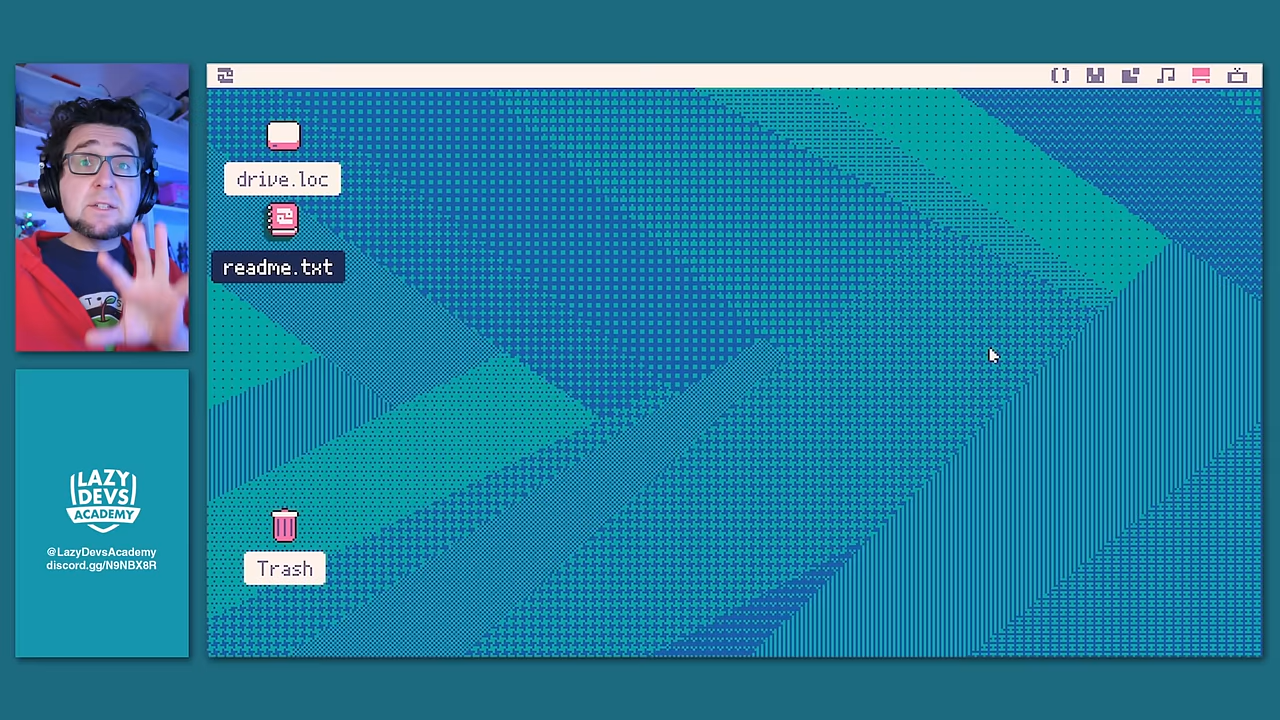 drive.loc
readme.txt
Trash
LAZY
DEVS
ACADEMY
@LazyDevsAcademy
discord.gg/N9NBX8R